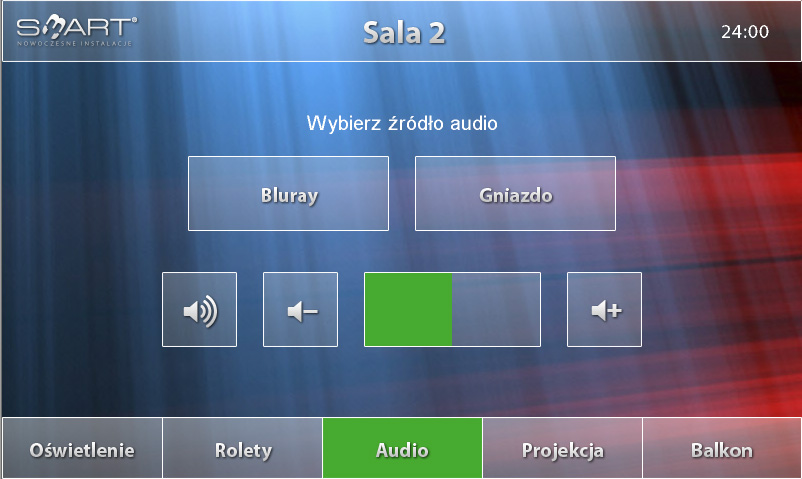 SMART®
NOWOCZESNE INSTALACJE
Sala 2
24:00
Wybierz źródło audio
Bluray
Gniazdo
Oświetlenie
Rolety
Audio
Projekcja
Balkon